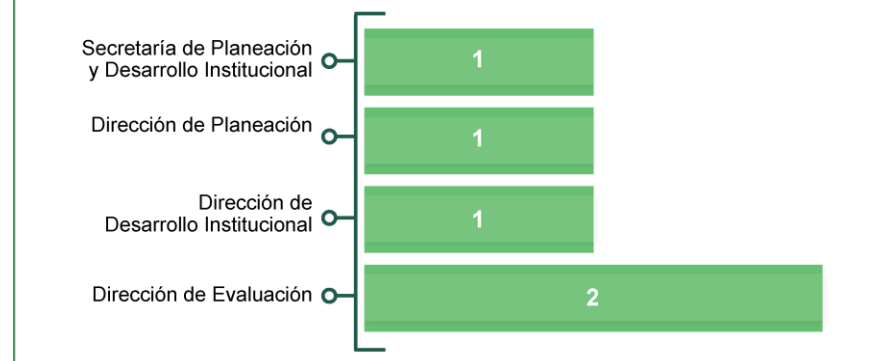 Secretaría de Planeación
y Desarrollo Institucional
1
Dirección de Planeación
1
Dirección de
Desarrollo Institucional
1
Dirección de Evaluación
2